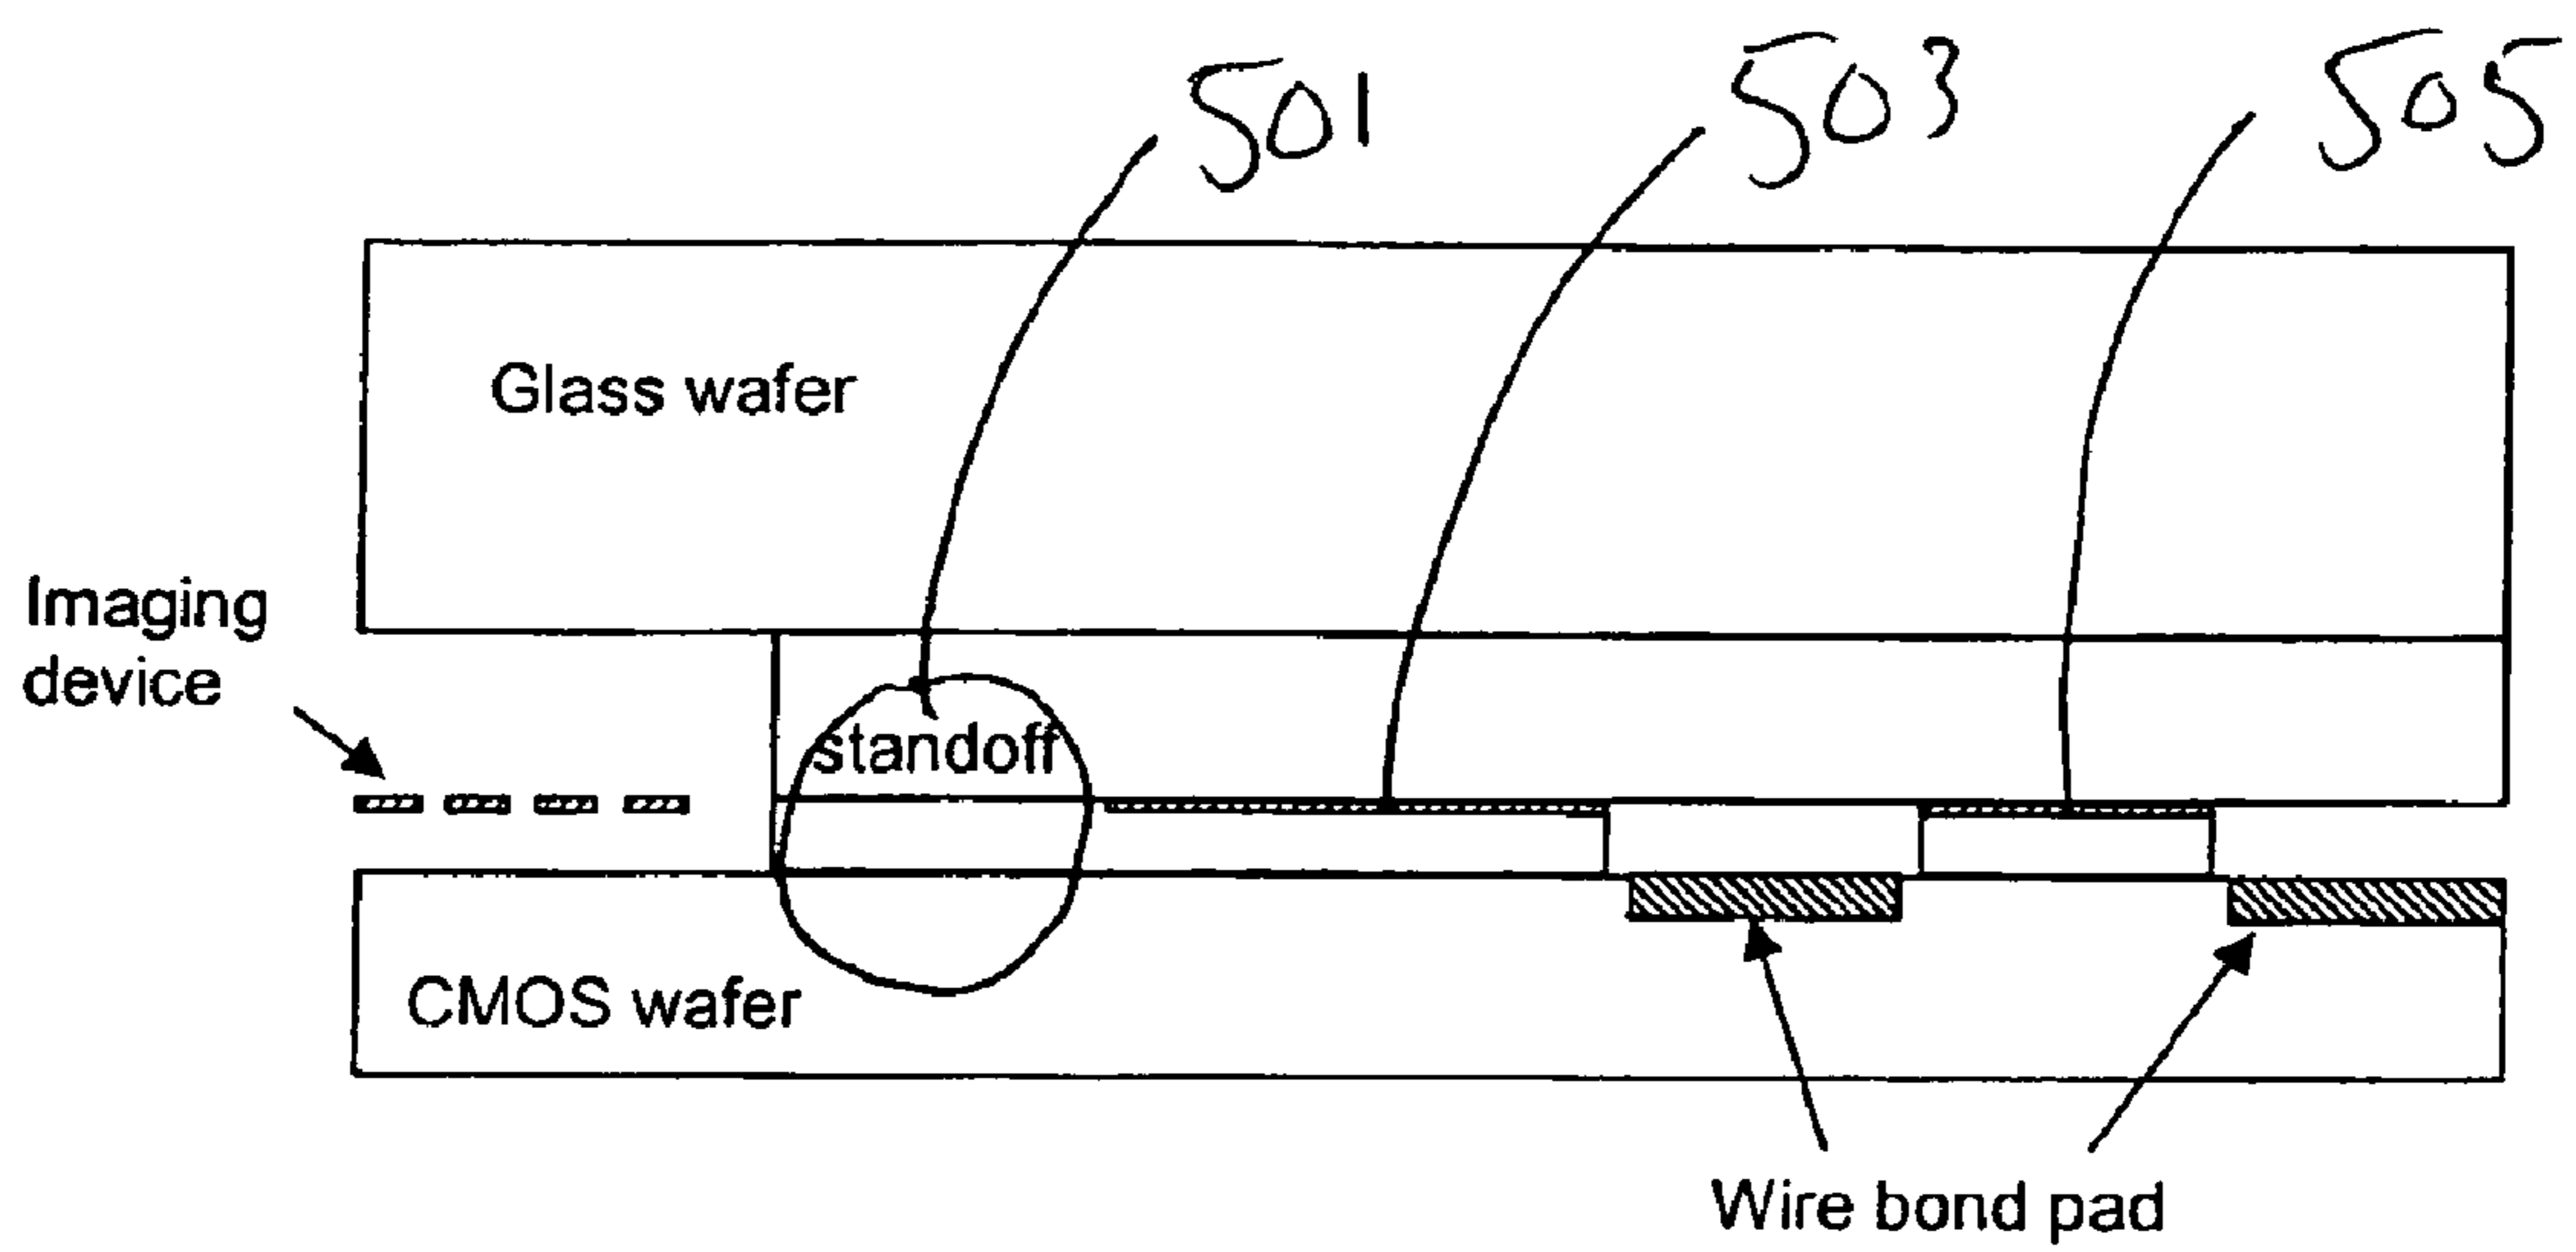 501 503 505
Glass wafer
Imaging
device
standoff
CMOS wafer
Wire bond pad